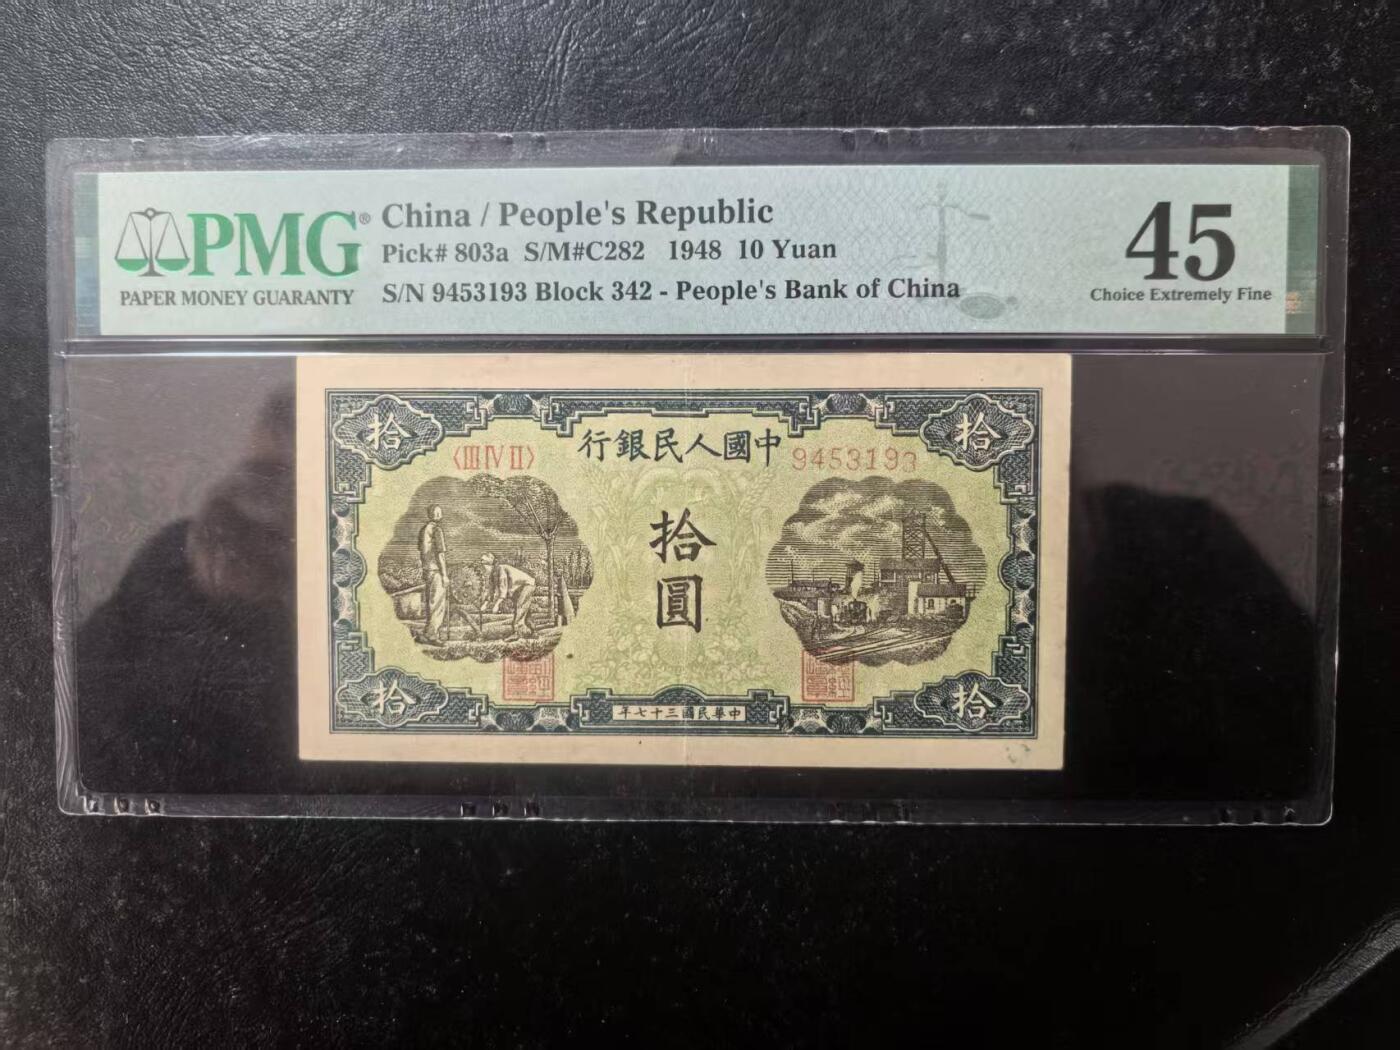 PMG®
PAPER MONEY GUARANTY
China / People's Republic
Pick# 803a S/M#C282 1948 10 Yuan
S/N 9453193 Block 342 - People's Bank of China
45
Choice Extremely Fine
拾
行銀民人國中
拾
〈III IV II〉
9453193
拾圓
拾
年七十三國民華中
拾